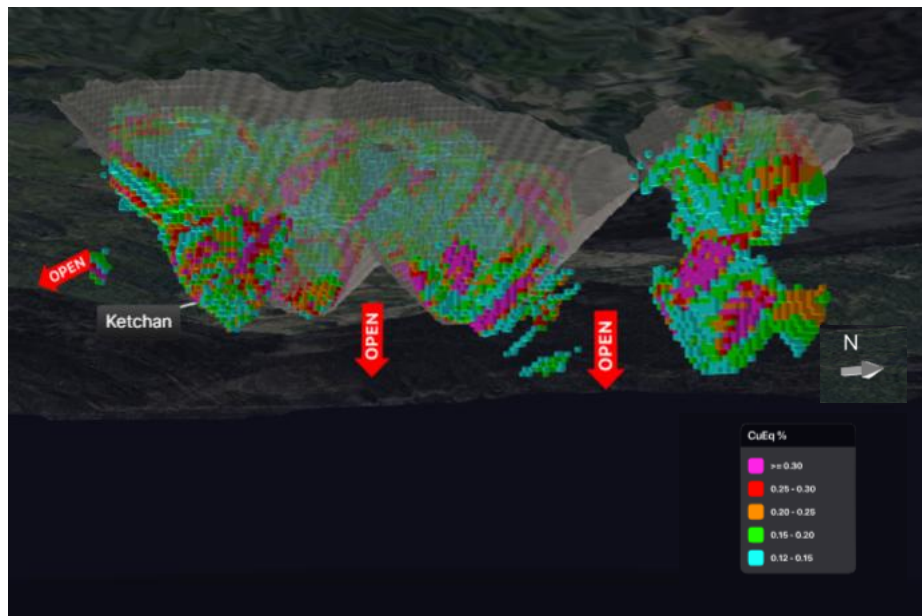 OPEN
Ketchan
OPEN
OPEN
N
CuEq %
>= 0.30
0.25 - 0.30
0.20 - 0.25
0.15 - 0.20
0.12 - 0.15